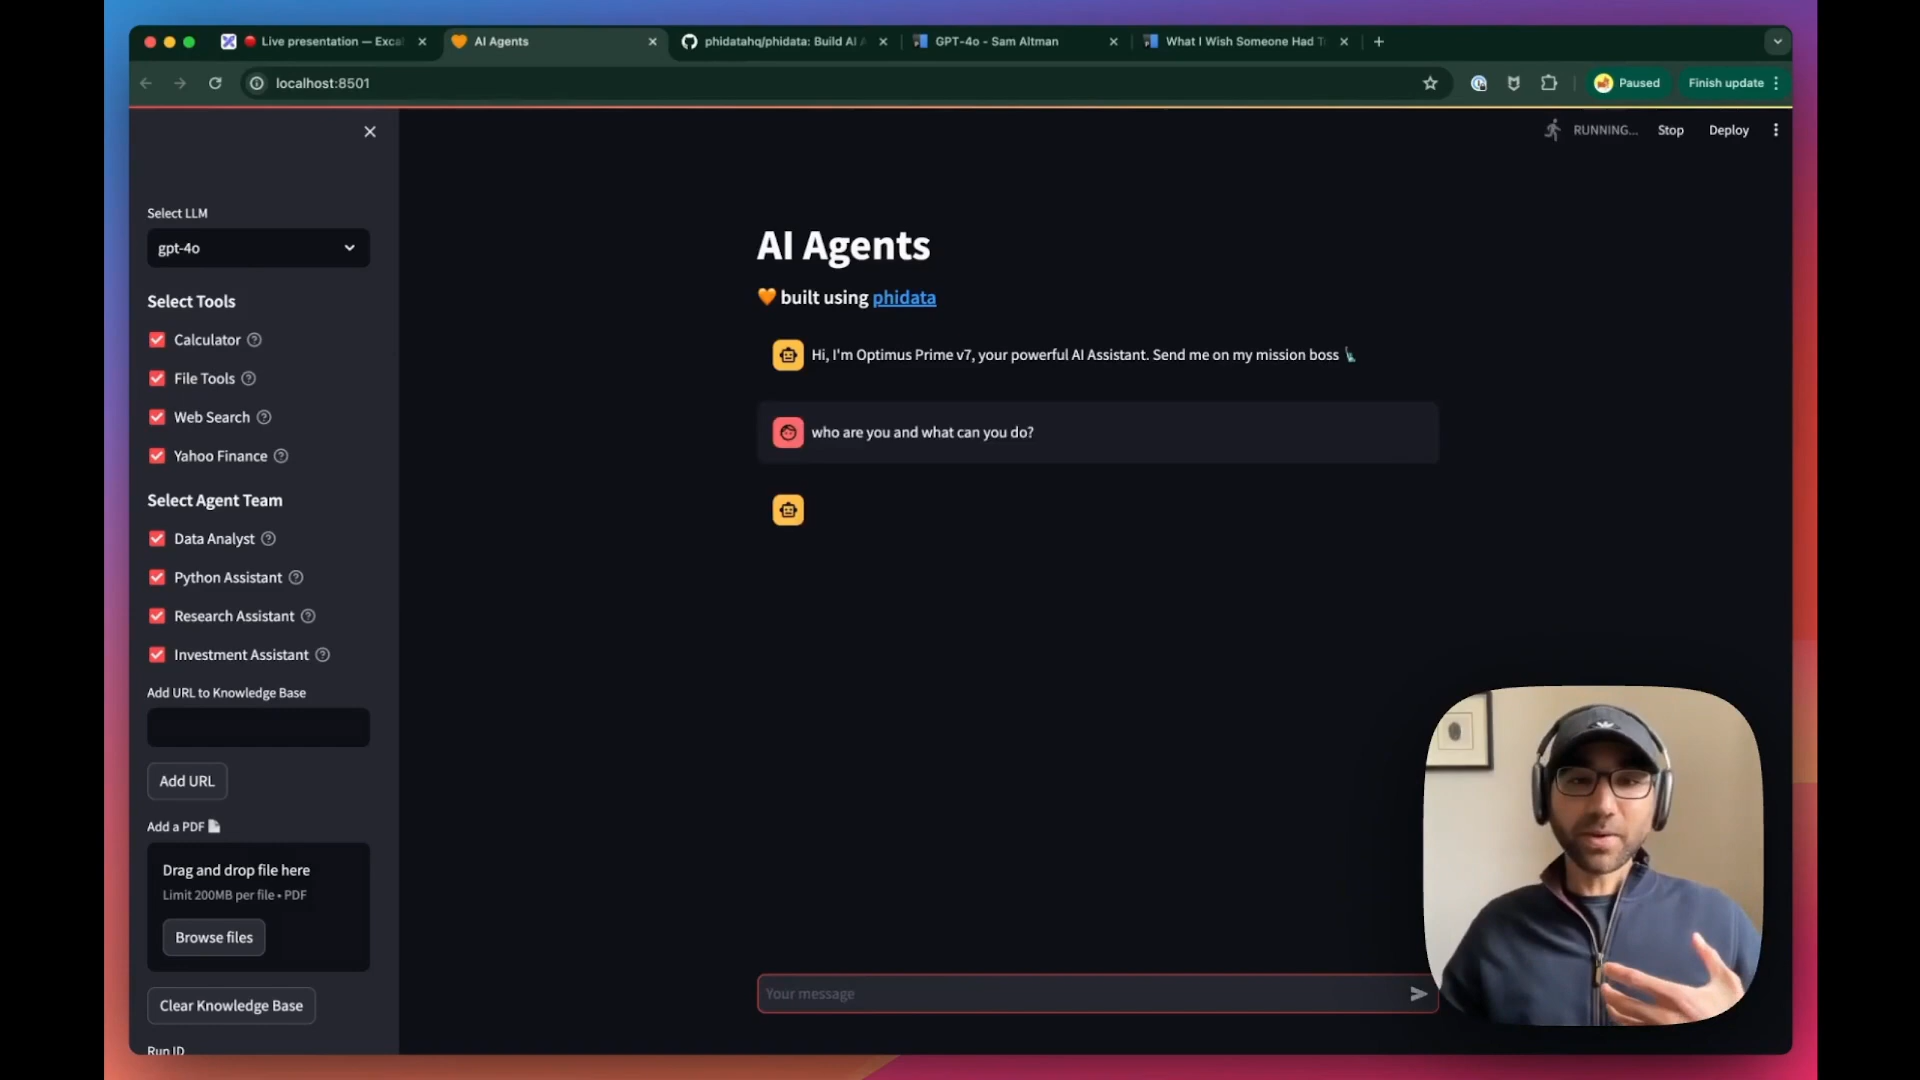 Live presentation — Exca
AI Agents
phidatahq/phidata: Build AI A
GPT-4o - Sam Altman
What I Wish Someone Had T
localhost:8501
Paused
Finish update
RUNNING...
Stop
Deploy
Select LLM
gpt-4o
Select Tools
Calculator
File Tools
Web Search
Yahoo Finance
Select Agent Team
Data Analyst
Python Assistant
Research Assistant
Investment Assistant
Add URL to Knowledge Base
Add URL
Add a PDF
Drag and drop file here
Limit 200MB per file • PDF
Browse files
Clear Knowledge Base
Run ID
AI Agents
🧡 built using phidata
Hi, I'm Optimus Prime v7, your powerful AI Assistant. Send me on my mission boss
who are you and what can you do?
Your message